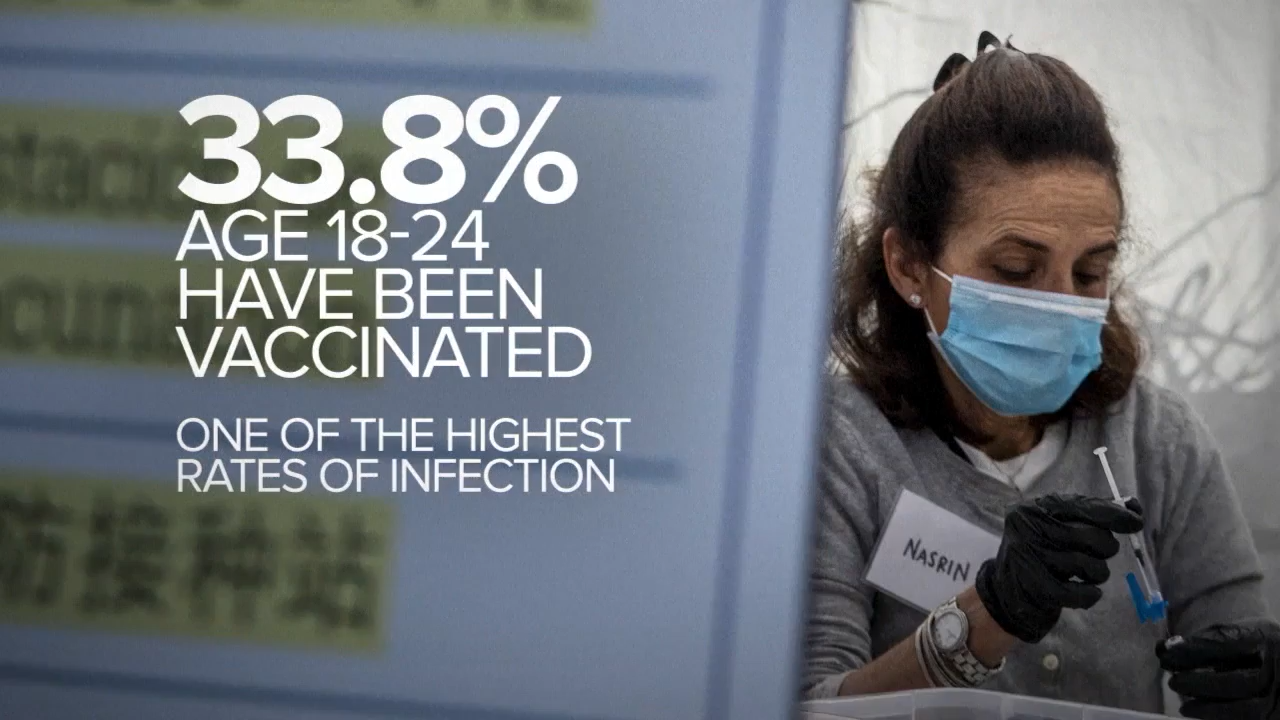 33.8%
AGE 18-24
HAVE BEEN
VACCINATED
ONE OF THE HIGHEST
RATES OF INFECTION
NASRIN